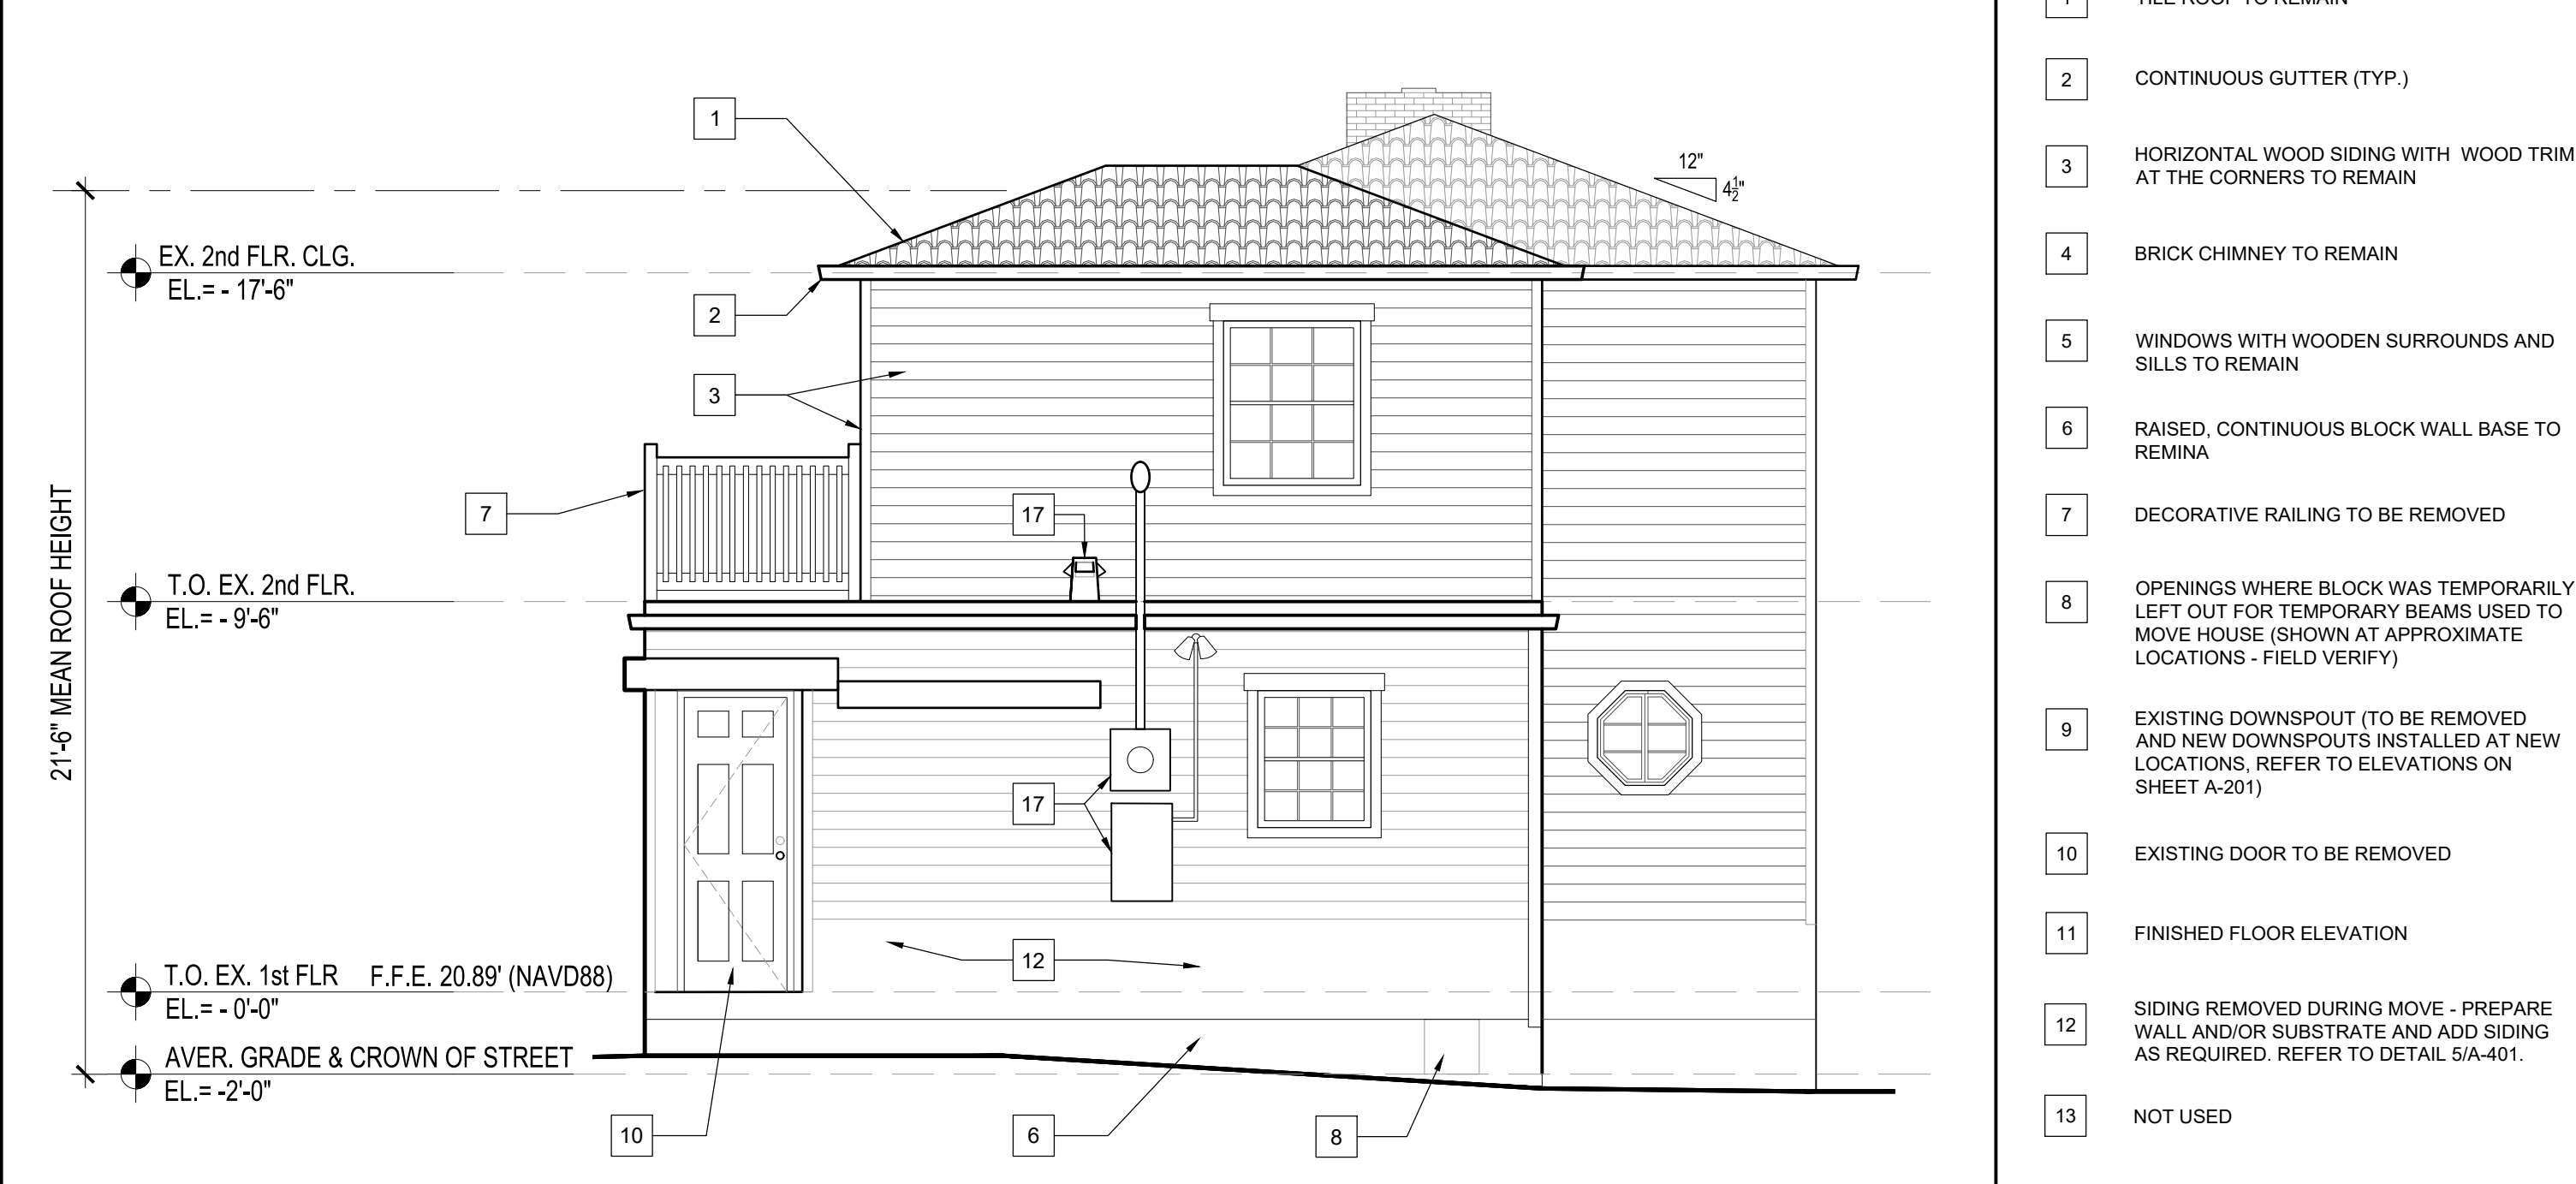 1
12"
4½"
EX. 2nd FLR. CLG.
EL.= - 17'-6"
2
3
7
17
21'-6" MEAN ROOF HEIGHT
T.O. EX. 2nd FLR.
EL.= - 9'-6"
17
12
T.O. EX. 1st FLR F.F.E. 20.89' (NAVD88)
EL.= - 0'-0"
AVER. GRADE & CROWN OF STREET
EL.= -2'-0"
10
6
8
1 TILE ROOF TO REMAIN
2 CONTINUOUS GUTTER (TYP.)
3 HORIZONTAL WOOD SIDING WITH WOOD TRIM
AT THE CORNERS TO REMAIN
4 BRICK CHIMNEY TO REMAIN
5 WINDOWS WITH WOODEN SURROUNDS AND
SILLS TO REMAIN
6 RAISED, CONTINUOUS BLOCK WALL BASE TO
REMINA
7 DECORATIVE RAILING TO BE REMOVED
8 OPENINGS WHERE BLOCK WAS TEMPORARILY
LEFT OUT FOR TEMPORARY BEAMS USED TO
MOVE HOUSE (SHOWN AT APPROXIMATE
LOCATIONS - FIELD VERIFY)
9 EXISTING DOWNSPOUT (TO BE REMOVED
AND NEW DOWNSPOUTS INSTALLED AT NEW
LOCATIONS, REFER TO ELEVATIONS ON
SHEET A-201)
10 EXISTING DOOR TO BE REMOVED
11 FINISHED FLOOR ELEVATION
12 SIDING REMOVED DURING MOVE - PREPARE
WALL AND/OR SUBSTRATE AND ADD SIDING
AS REQUIRED. REFER TO DETAIL 5/A-401.
13 NOT USED